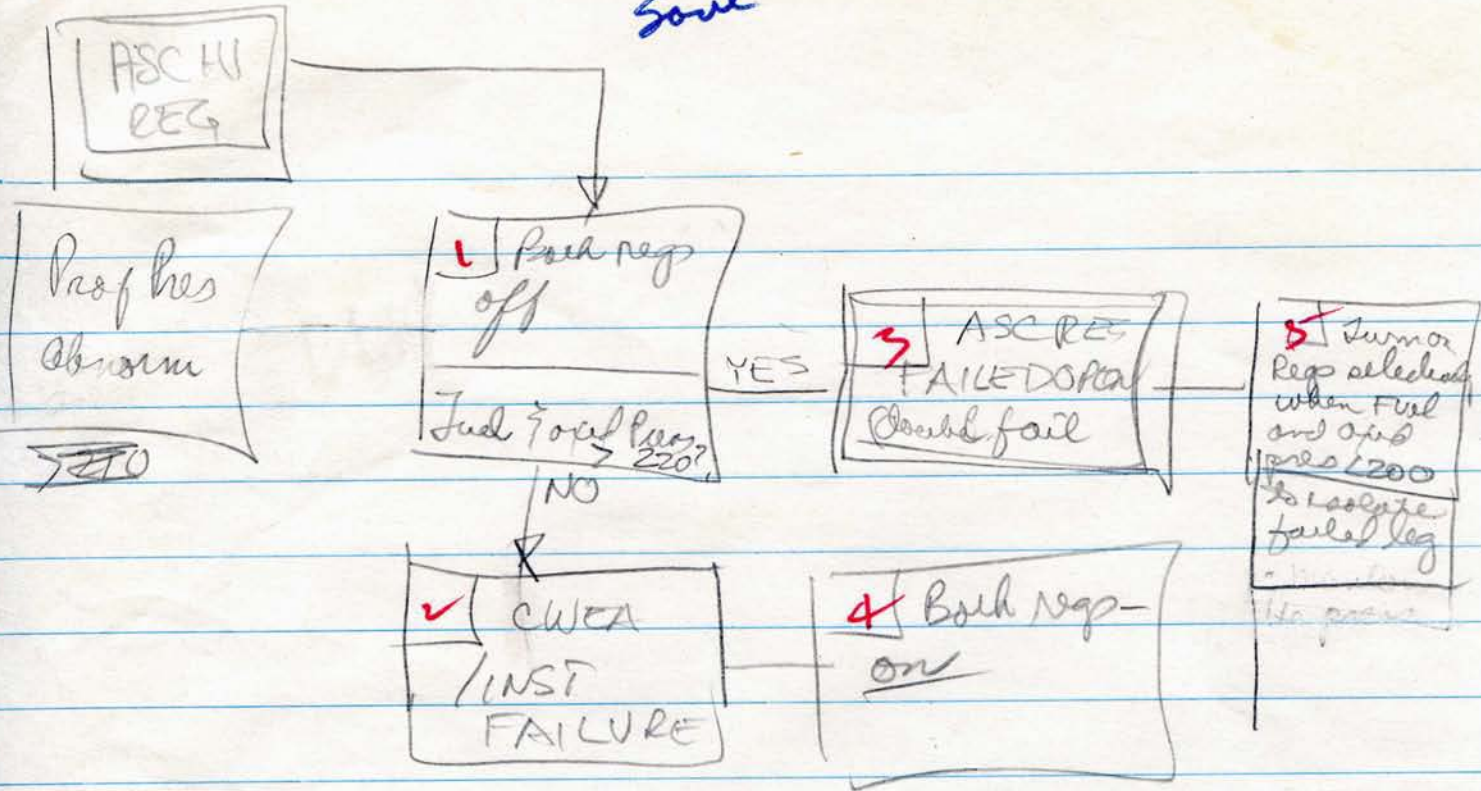 Save
ASC HI
REG
Prop Pres
Abnorm
1 Both regs
off
Fuel & oxid Pres
> 220?
YES
NO
3 ASC REG
FAILED OPEN
Double fail
5 Turn on
Regs selectively
when Fuel
and Oxid
pres <200
to isolate
failed leg
2 CWEA
/INST
FAILURE
4 Both regs-
on